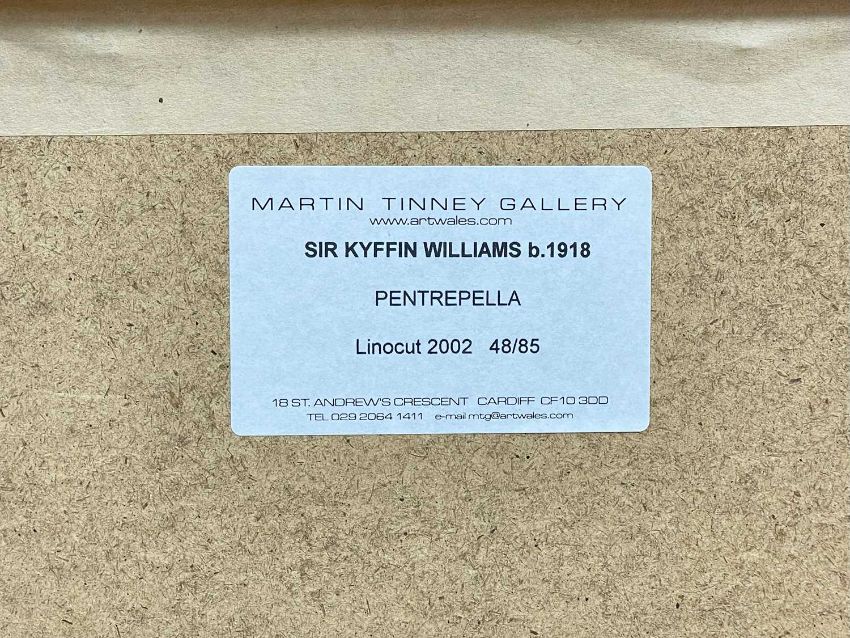 MARTIN TINNEY GALLERY
www.artwales.com
SIR KYFFIN WILLIAMS b.1918
PENTREPELLA
Linocut 2002 48/85
18 ST. ANDREW'S CRESCENT CARDIFF CF10 3DD
TEL 029 2064 1411 e-mail mtg@artwales.com